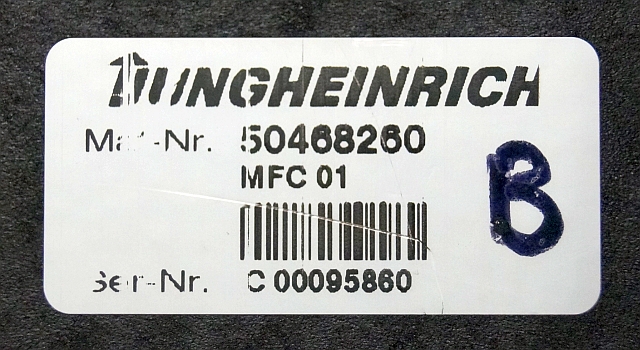 JUNGHEINRICH
Mat-Nr. 50468260
MFC 01
B
Ser-Nr. C 00095860